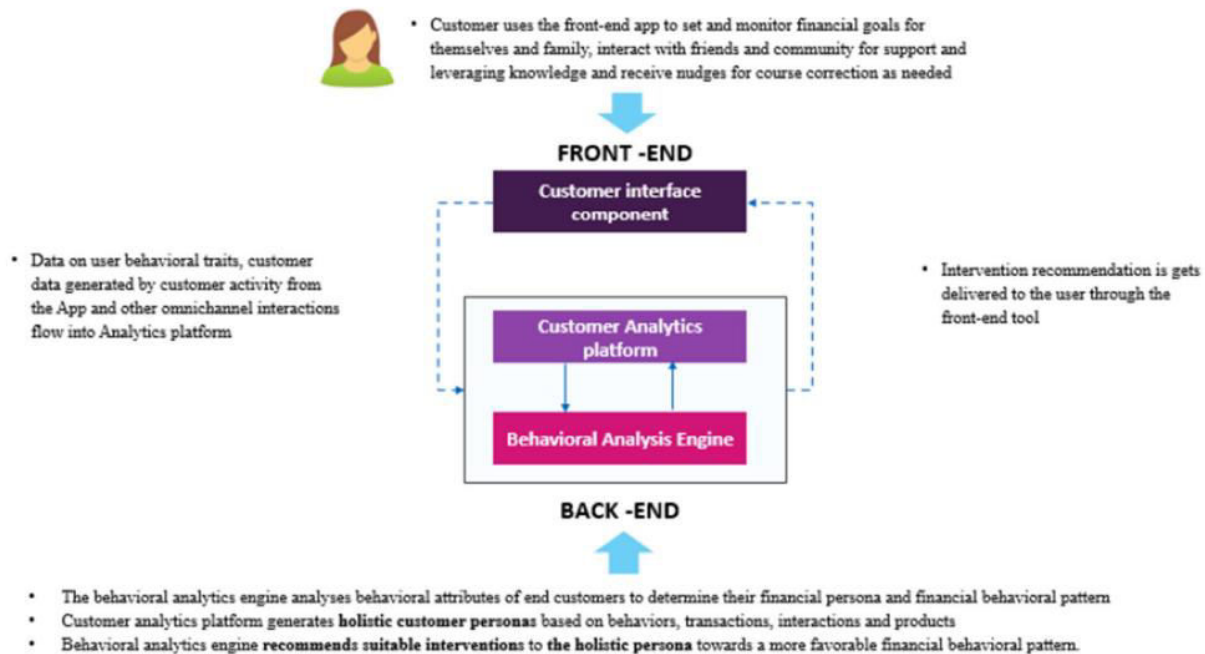 • Customer uses the front-end app to set and monitor financial goals for
themselves and family, interact with friends and community for support and
leveraging knowledge and receive nudges for course correction as needed
FRONT -END
Customer interface
component
• Data on user behavioral traits, customer
data generated by customer activity from
the App and other omnichannel interactions
flow into Analytics platform
• Intervention recommendation is gets
delivered to the user through the
front-end tool
Customer Analytics
platform
Behavioral Analysis Engine
BACK -END
• The behavioral analytics engine analyses behavioral attributes of end customers to determine their financial persona and financial behavioral pattern
• Customer analytics platform generates holistic customer personas based on behaviors, transactions, interactions and products
• Behavioral analytics engine recommends suitable interventions to the holistic persona towards a more favorable financial behavioral pattern.